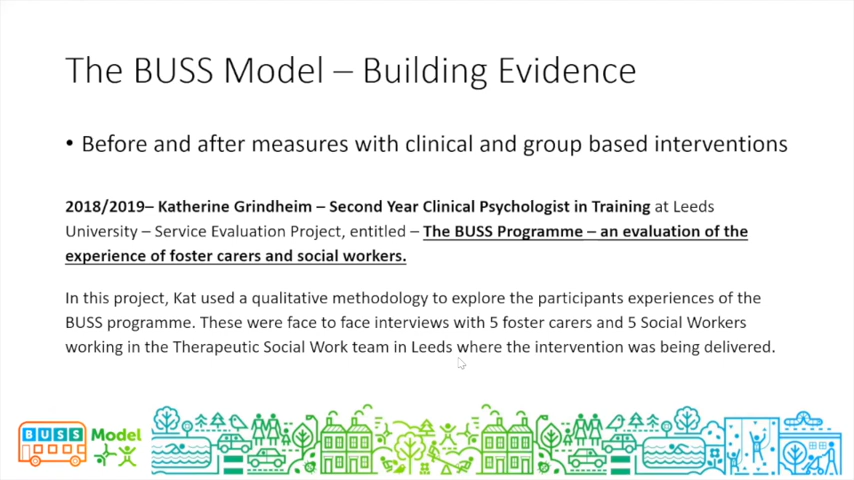 The BUSS Model – Building Evidence
• Before and after measures with clinical and group based interventions
2018/2019– Katherine Grindheim – Second Year Clinical Psychologist in Training at Leeds
University – Service Evaluation Project, entitled – The BUSS Programme – an evaluation of the
experience of foster carers and social workers.
In this project, Kat used a qualitative methodology to explore the participants experiences of the
BUSS programme. These were face to face interviews with 5 foster carers and 5 Social Workers
working in the Therapeutic Social Work team in Leeds where the intervention was being delivered.
BUSS Model